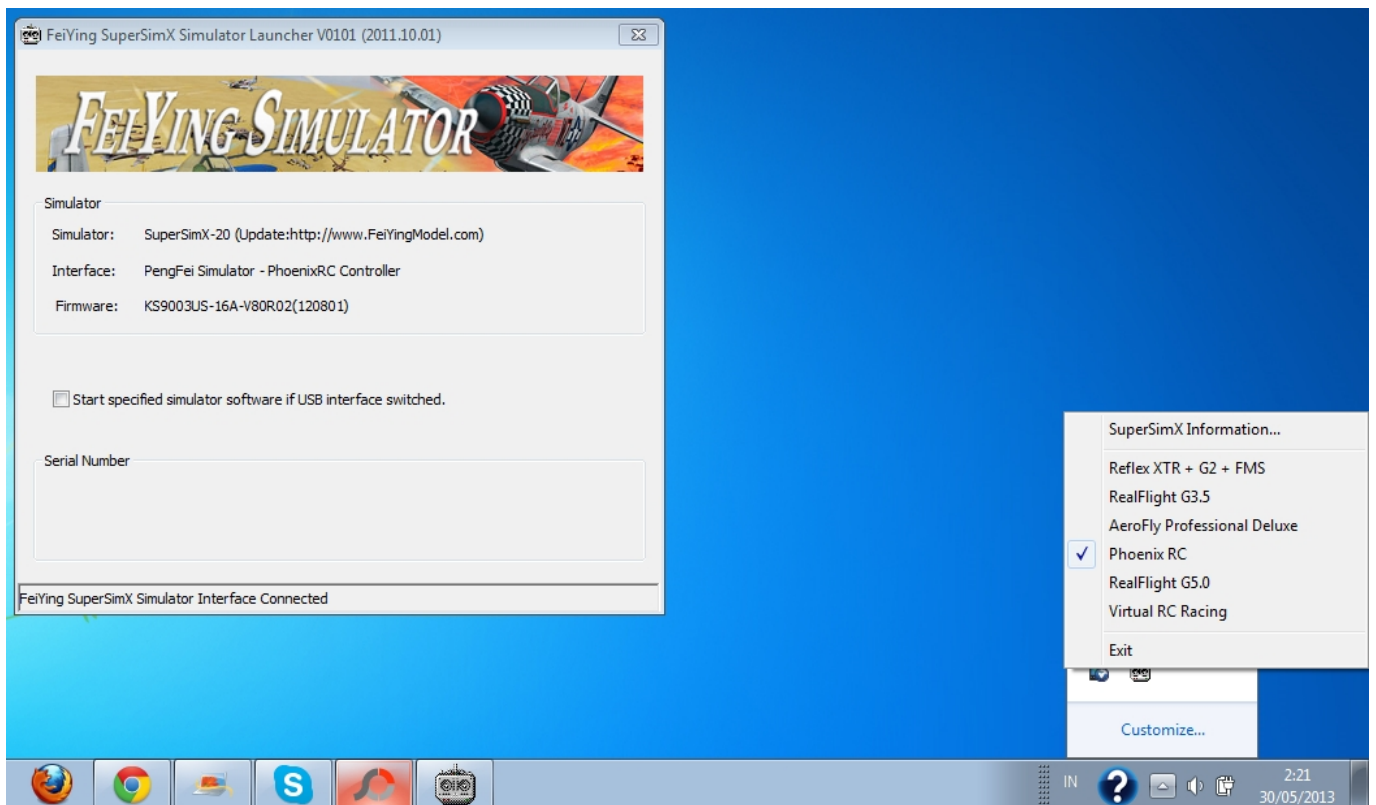 FeiYing SuperSimX Simulator Launcher V0101 (2011.10.01)
FEIYING SIMULATOR
Simulator
Simulator: SuperSimX-20 (Update:http://www.FeiYingModel.com)
Interface: PengFei Simulator - PhoenixRC Controller
Firmware: KS9003US-16A-V80R02(120801)
Start specified simulator software if USB interface switched.
Serial Number
FeiYing SuperSimX Simulator Interface Connected
SuperSimX Information...
Reflex XTR + G2 + FMS
RealFlight G3.5
AeroFly Professional Deluxe
Phoenix RC
RealFlight G5.0
Virtual RC Racing
Exit
Customize...
IN
2:21
30/05/2013